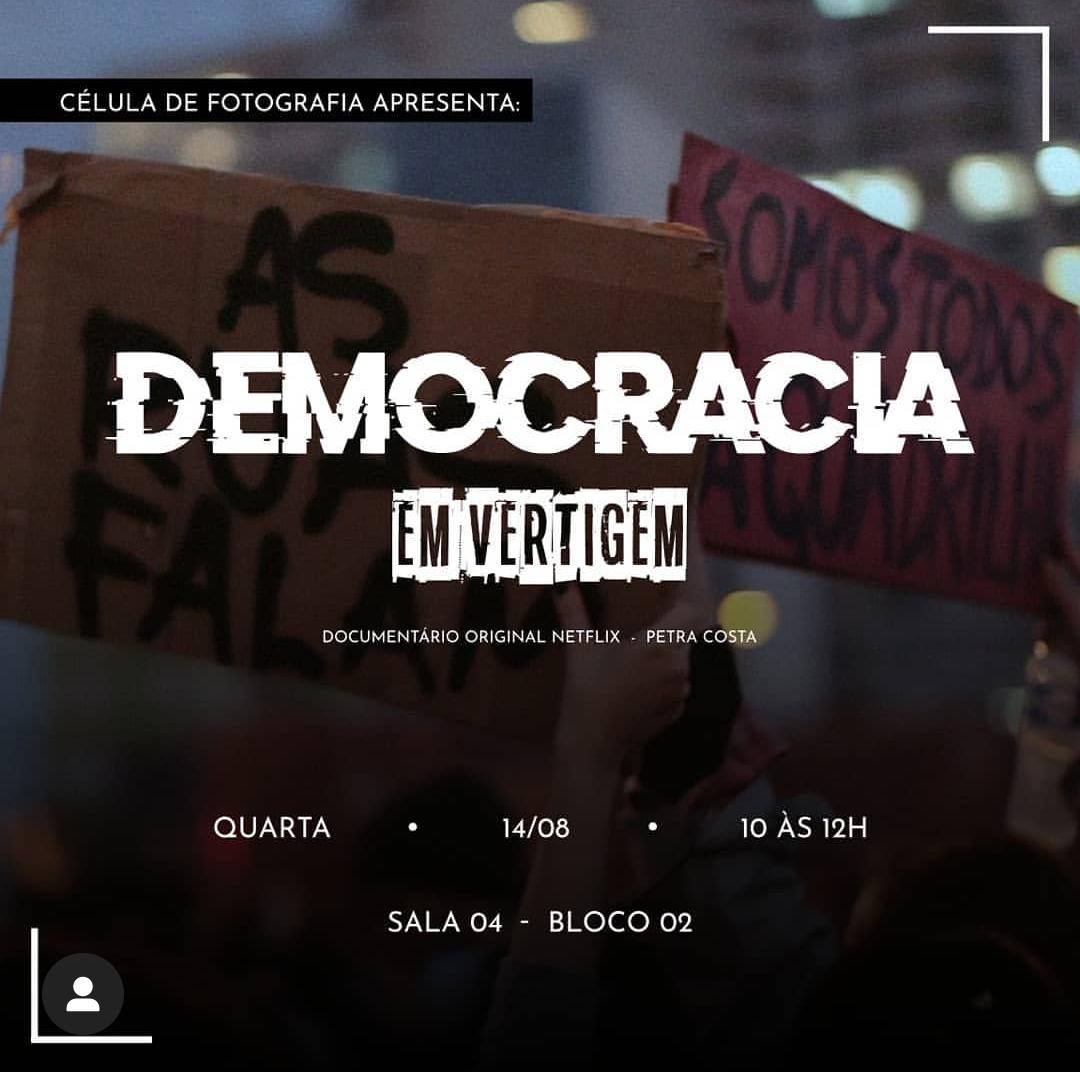 CÉLULA DE FOTOGRAFIA APRESENTA:
AS
RUAS
FALAM
SOMOS TODOS
DEMOCRACIA
EM VERTIGEM
DOCUMENTÁRIO ORIGINAL NETFLIX - PETRA COSTA
QUARTA • 14/08 • 10 ÀS 12H
SALA 04 - BLOCO 02